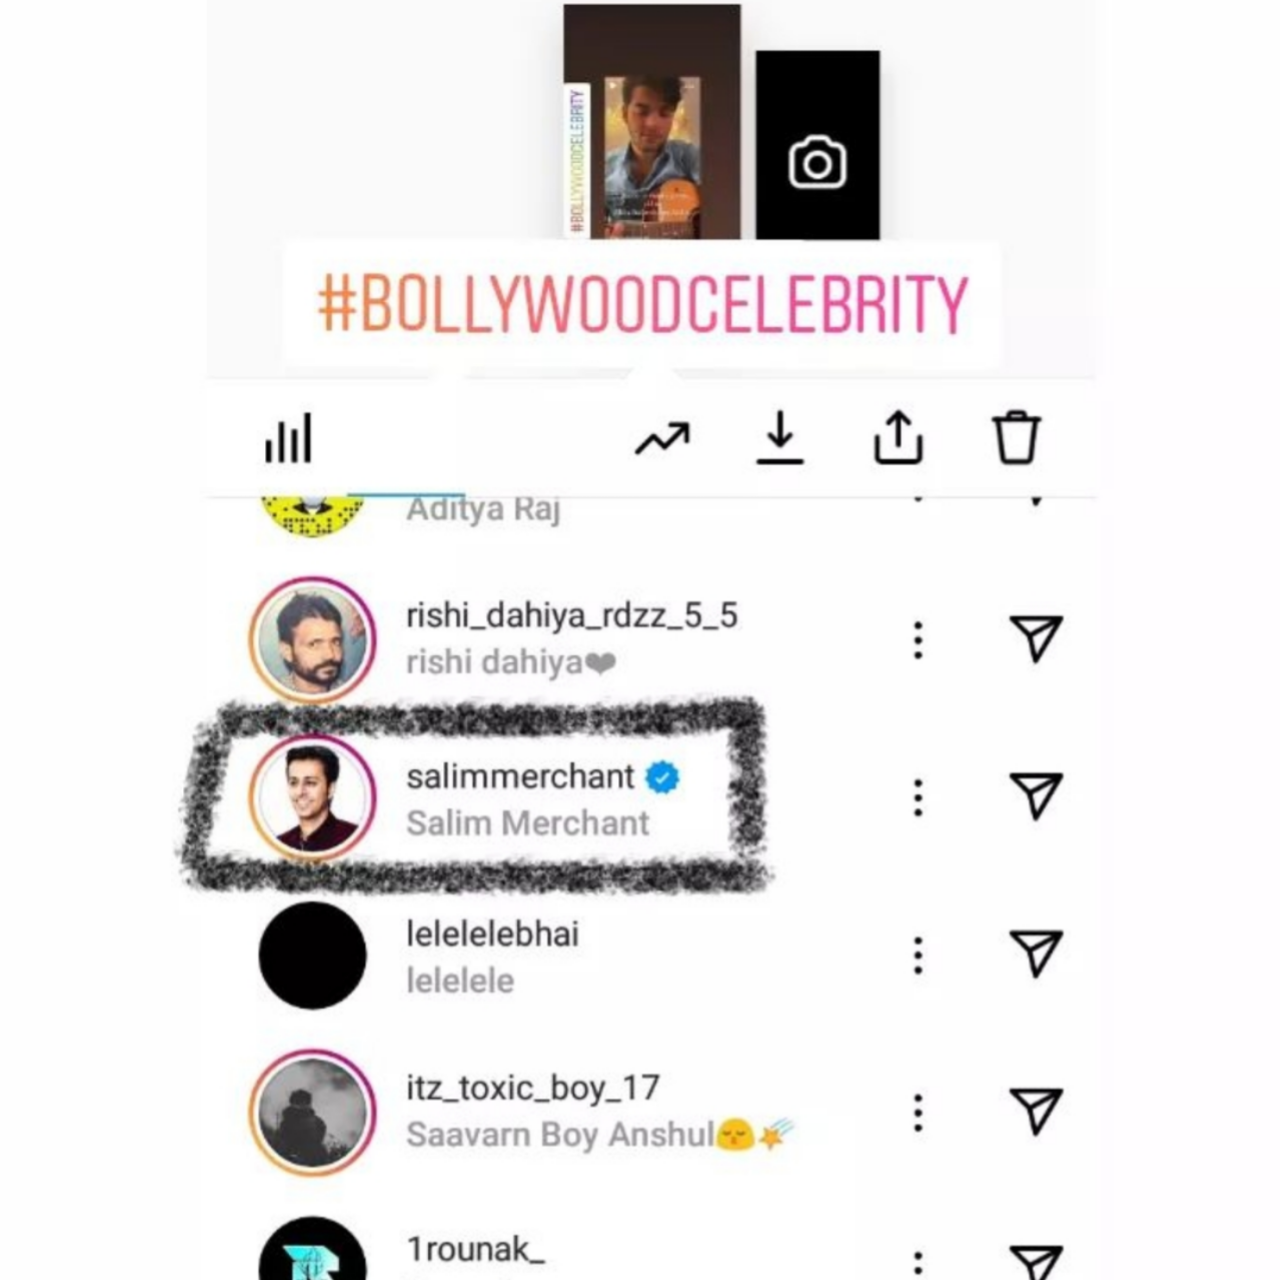 #BOLLYWOODCELEBRITY
#BOLLYWOODCELEBRITY
Aditya Raj
rishi_dahiya_rdzz_5_5
rishi dahiya❤
salimmerchant
Salim Merchant
lelelelebhai
lelelele
itz_toxic_boy_17
Saavarn Boy Anshul😌☄️
1rounak_